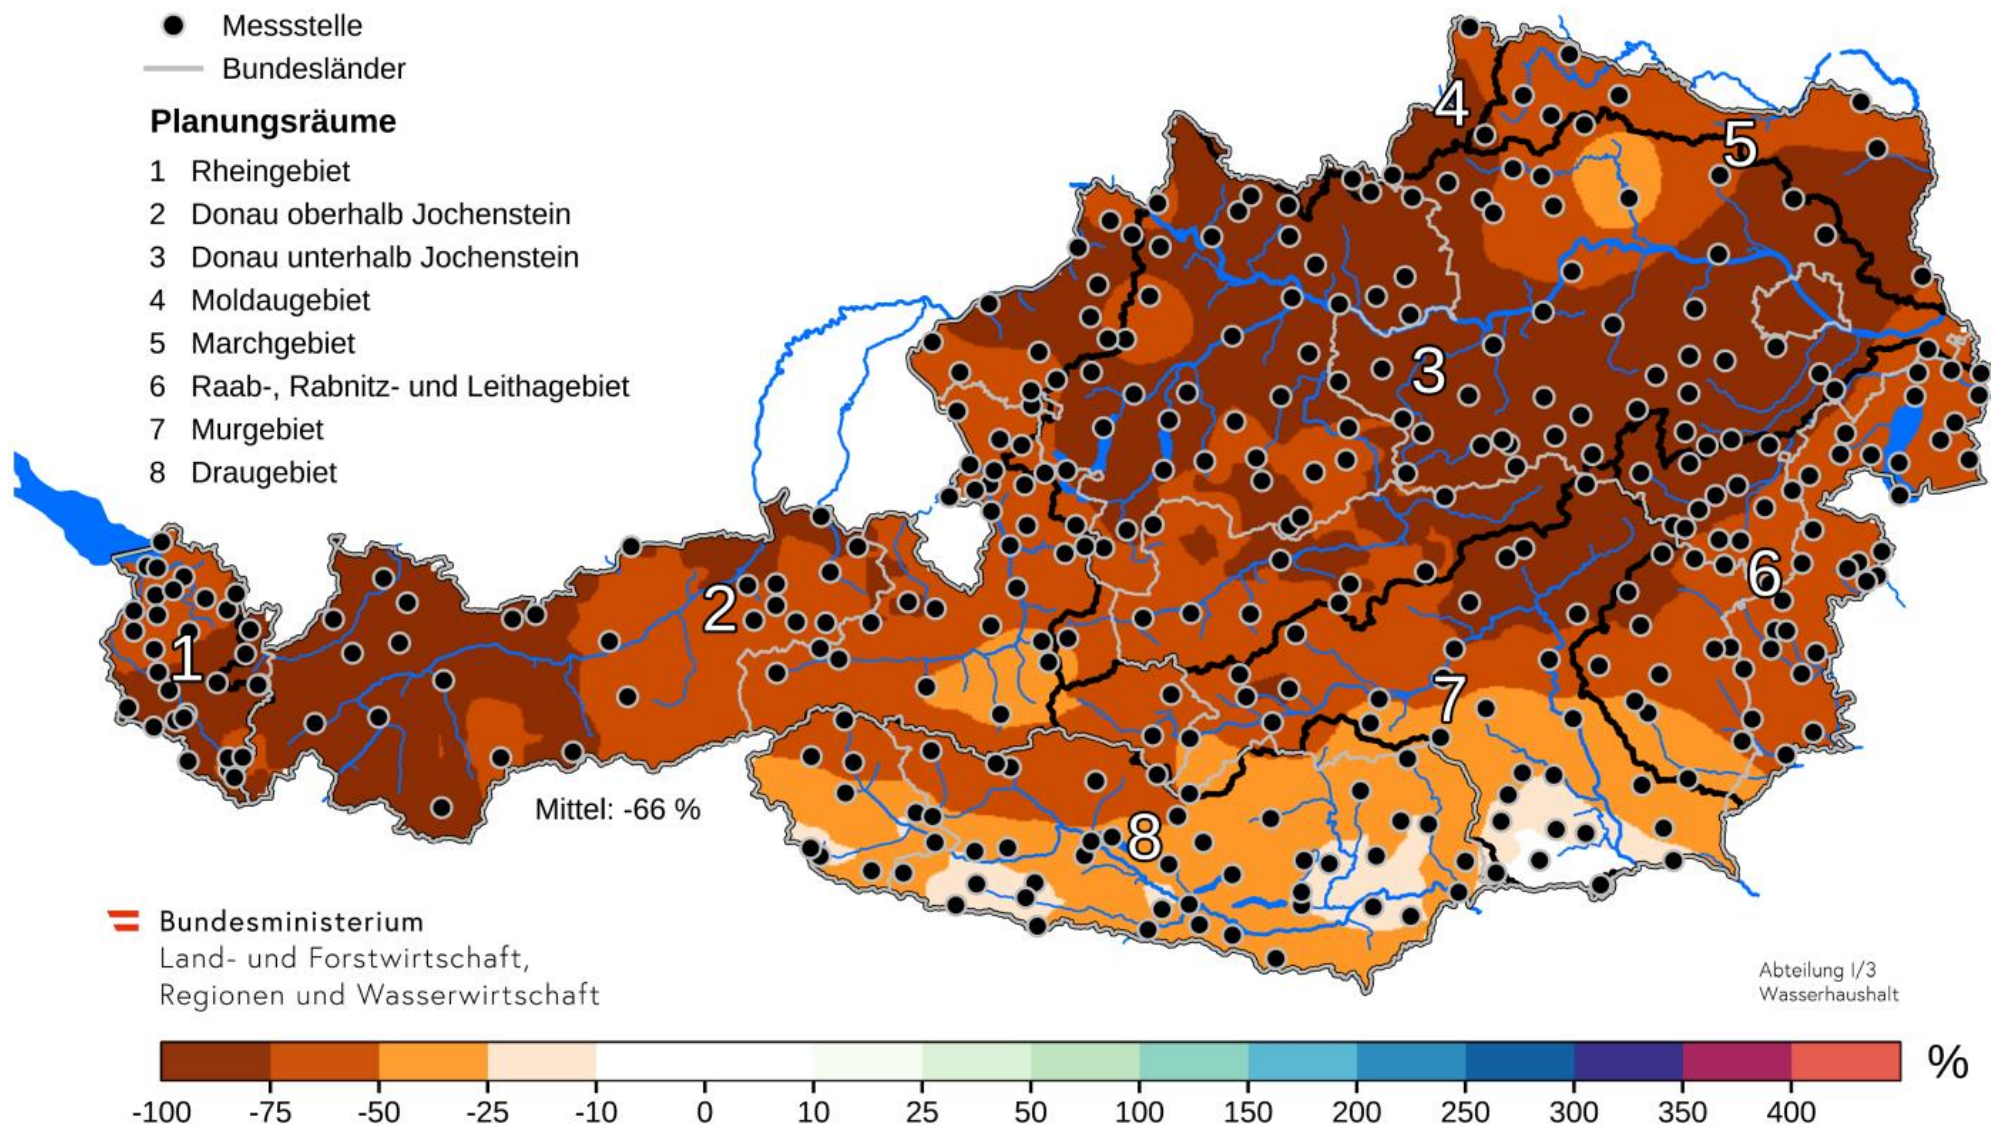 Messstelle
Bundesländer
Planungsräume
1 Rheingebiet
2 Donau oberhalb Jochenstein
3 Donau unterhalb Jochenstein
4 Moldaugebiet
5 Marchgebiet
6 Raab-, Rabnitz- und Leithagebiet
7 Murgebiet
8 Draugebiet
4
5
3
6
2
1
7
8
Mittel: -66 %
Bundesministerium
Land- und Forstwirtschaft,
Regionen und Wasserwirtschaft
Abteilung I/3
Wasserhaushalt
%
-100 -75 -50 -25 -10 0 10 25 50 100 150 200 250 300 350 400